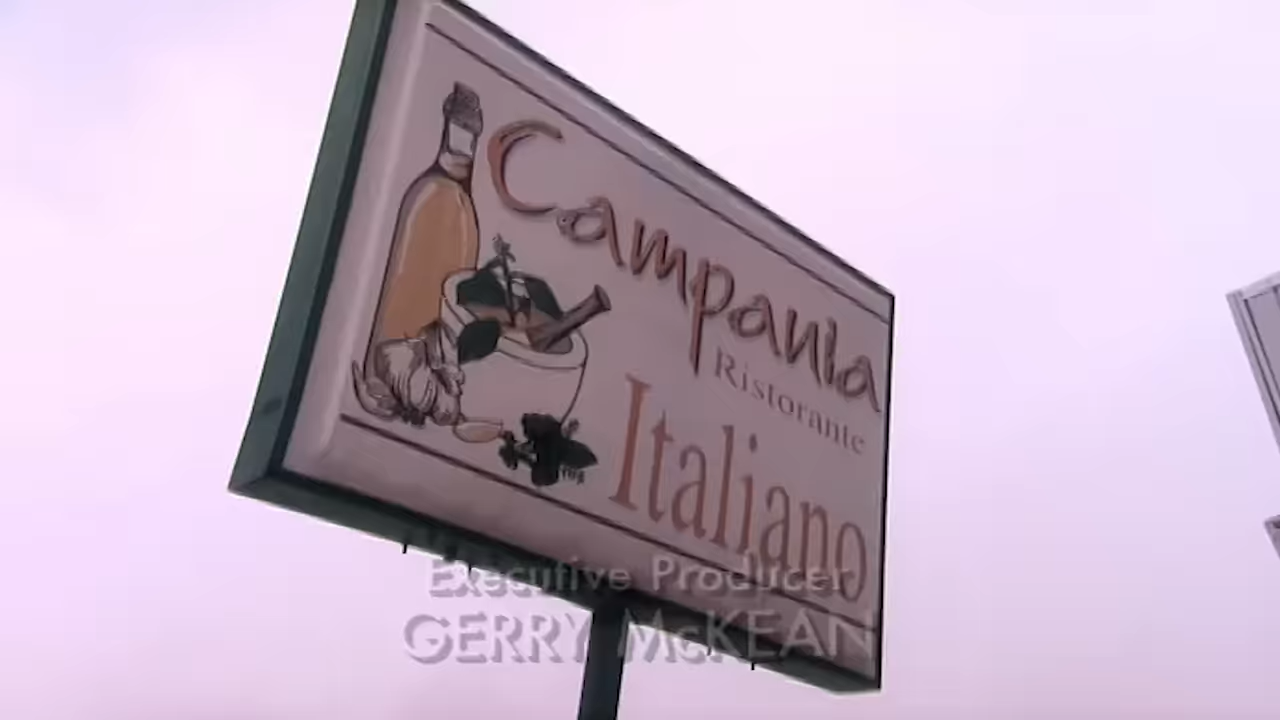 Campania
Ristorante
Italiano
Executive Producer
GERRY McKEAN